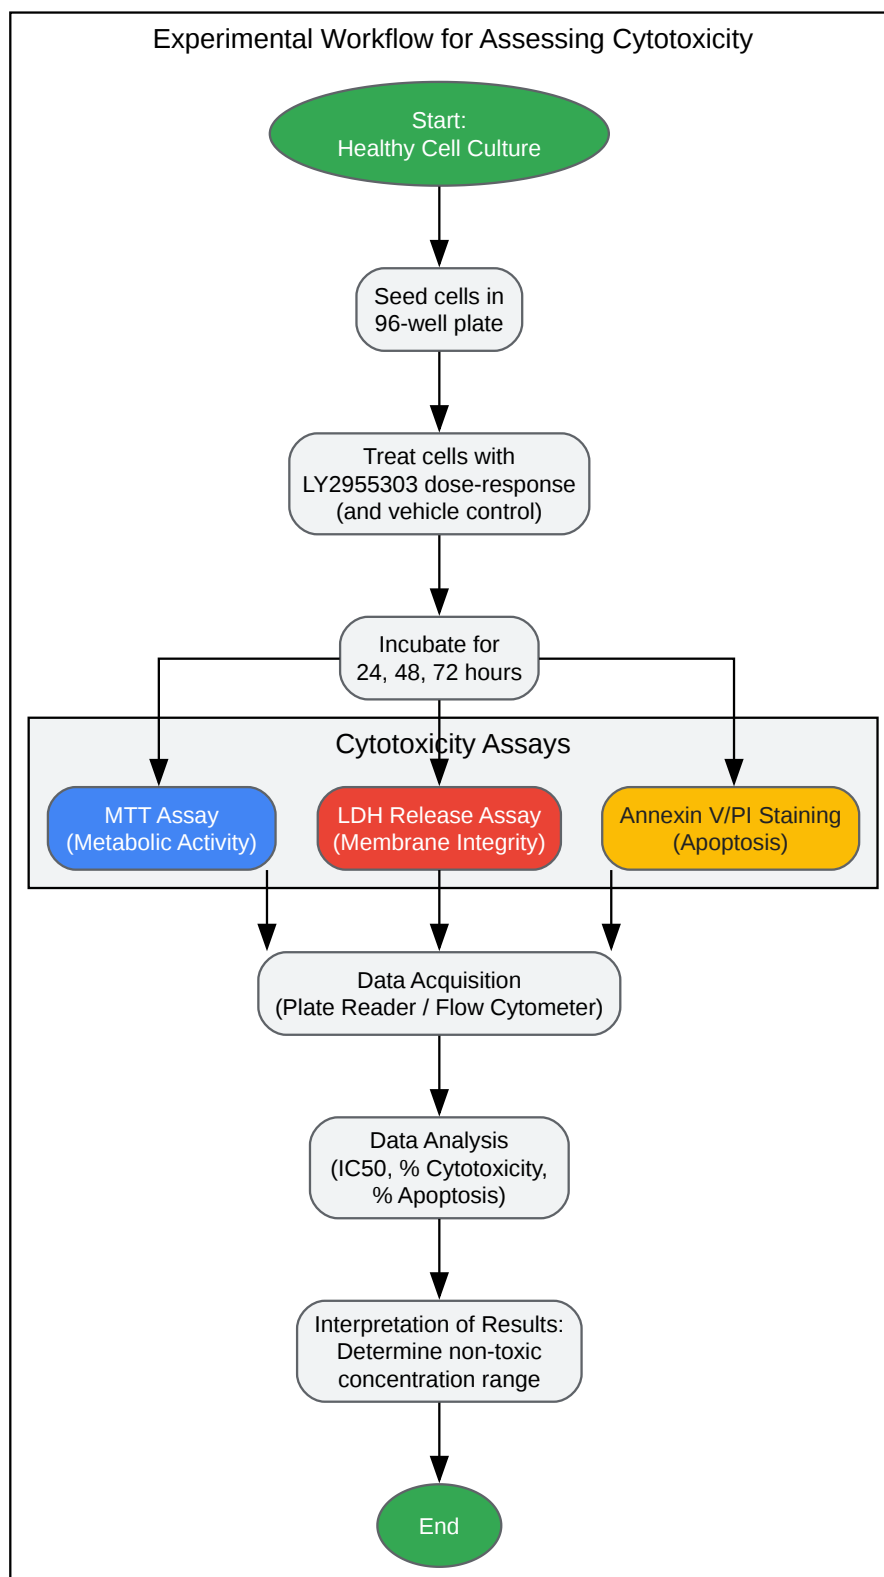 Experimental Workflow for Assessing Cytotoxicity
Start:
Healthy Cell Culture
Seed cells in
96-well plate
Treat cells with
LY2955303 dose-response
(and vehicle control)
Incubate for
24, 48, 72 hours
Cytotoxicity Assays
MTT Assay
(Metabolic Activity)
LDH Release Assay
(Membrane Integrity)
Annexin V/PI Staining
(Apoptosis)
Data Acquisition
(Plate Reader / Flow Cytometer)
Data Analysis
(IC50, % Cytotoxicity,
% Apoptosis)
Interpretation of Results:
Determine non-toxic
concentration range
End